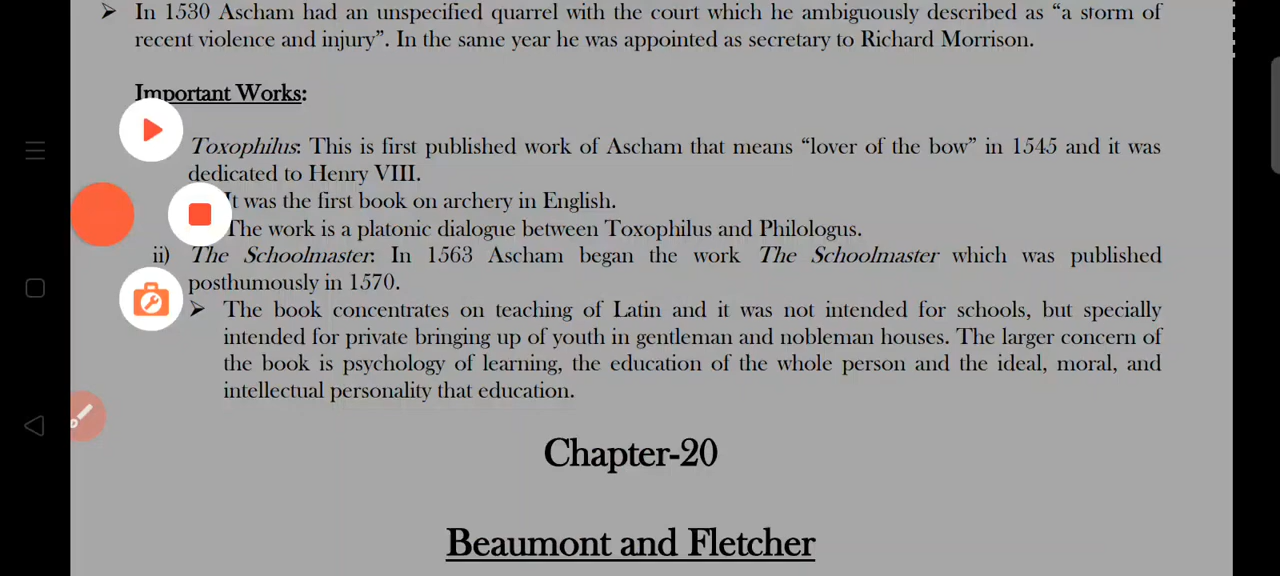 ➤ In 1530 Ascham had an unspecified quarrel with the court which he ambiguously described as “a storm of
recent violence and injury”. In the same year he was appointed as secretary to Richard Morrison.
Important Works:
Toxophilus: This is first published work of Ascham that means “lover of the bow” in 1545 and it was
dedicated to Henry VIII.
It was the first book on archery in English.
The work is a platonic dialogue between Toxophilus and Philologus.
ii) The Schoolmaster: In 1563 Ascham began the work The Schoolmaster which was published
posthumously in 1570.
➤ The book concentrates on teaching of Latin and it was not intended for schools, but specially
intended for private bringing up of youth in gentleman and nobleman houses. The larger concern of
the book is psychology of learning, the education of the whole person and the ideal, moral, and
intellectual personality that education.
Chapter-20
Beaumont and Fletcher